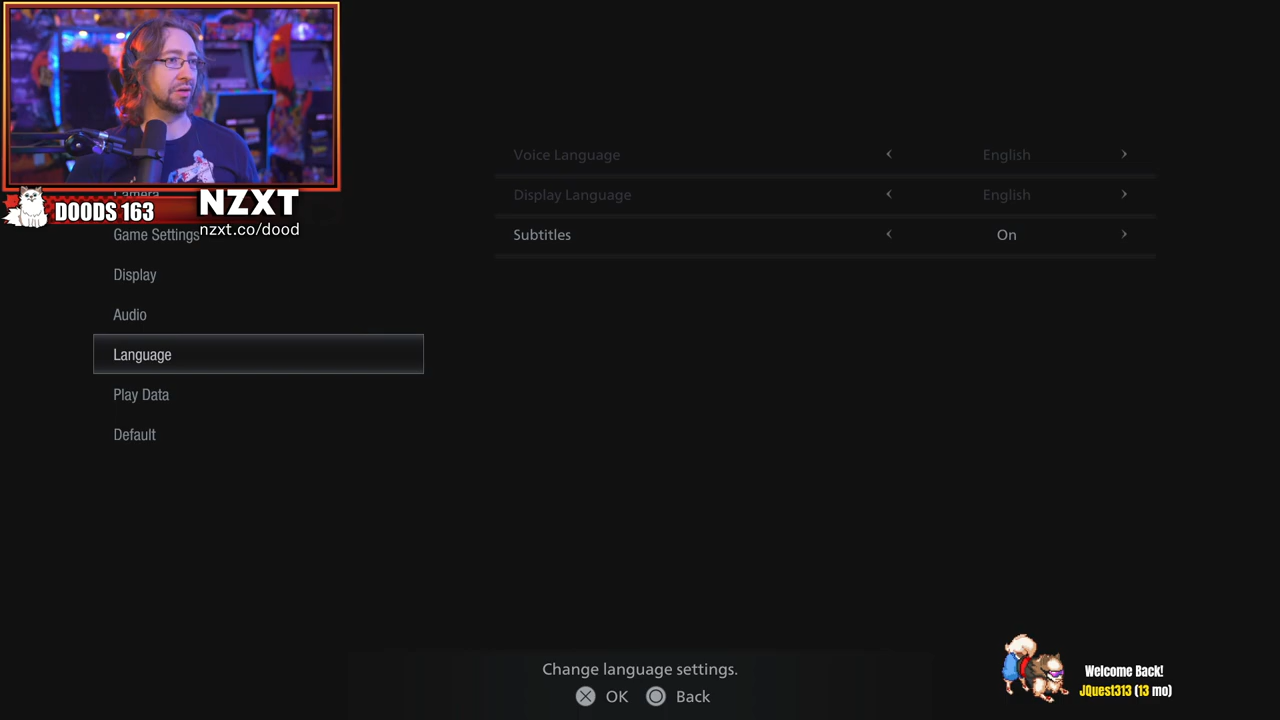 Camera
DOODS 163
NZXT
nzxt.co/dood
Game Settings
Display
Audio
Language
Play Data
Default
Voice Language English
Display Language English
Subtitles On
Change language settings.
OK Back
Welcome Back!
JQuest313 (13 mo)